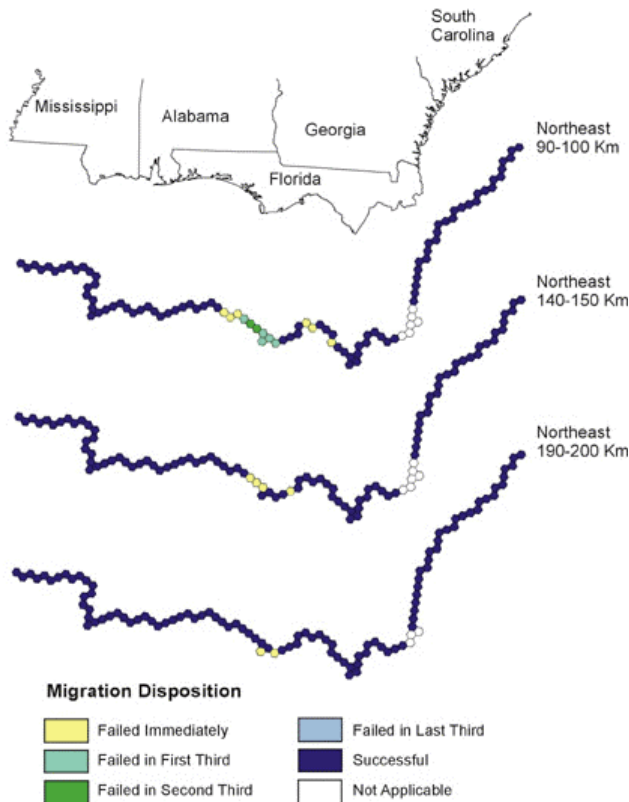 South
Carolina
Mississippi
Alabama
Georgia
Florida
Northeast
90-100 Km
Northeast
140-150 Km
Northeast
190-200 Km
Migration Disposition
Failed Immediately
Failed in Last Third
Failed in First Third
Successful
Failed in Second Third
Not Applicable